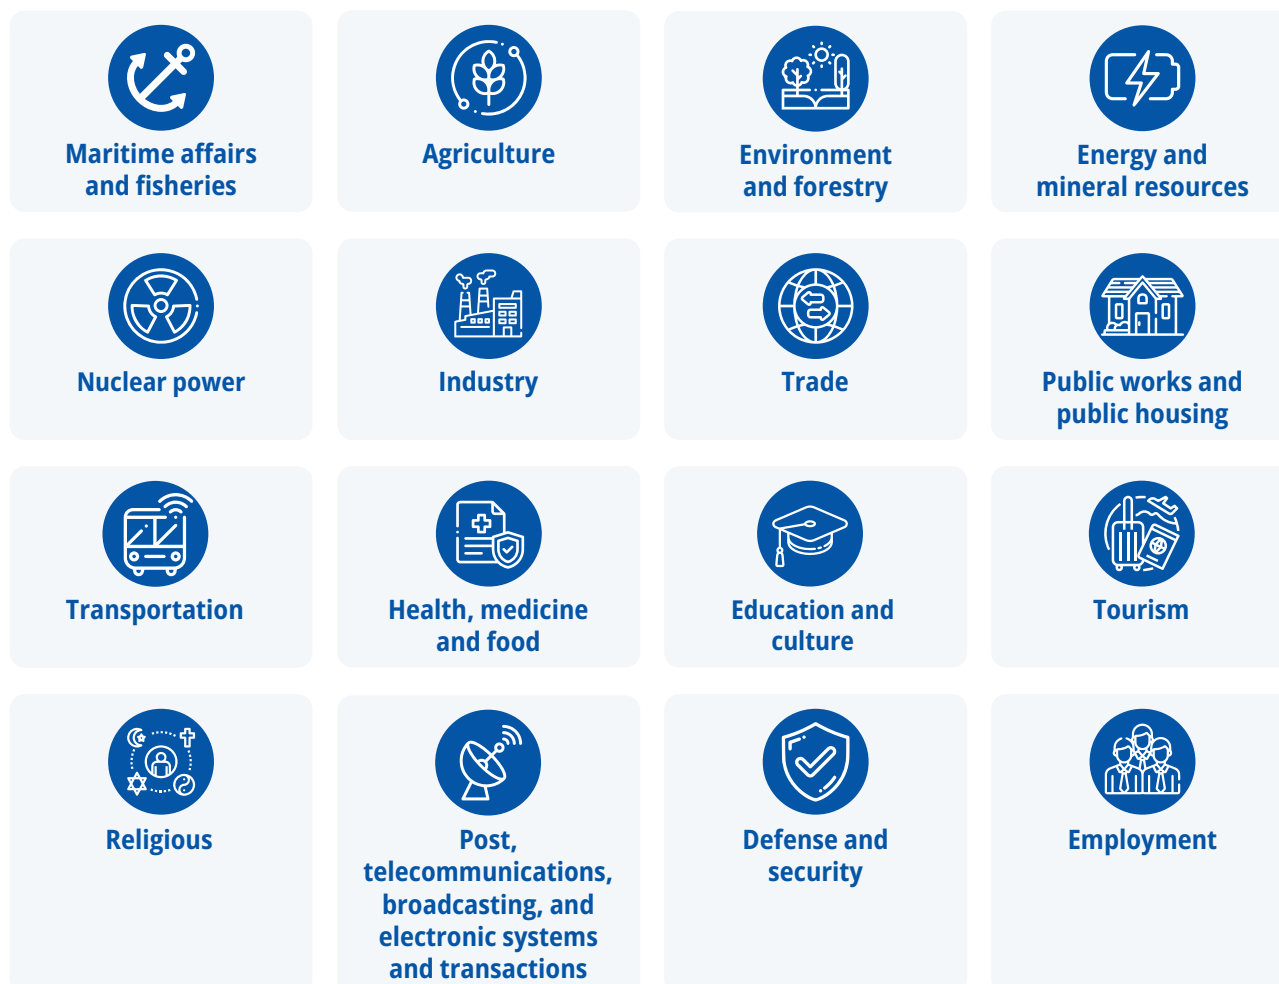 Maritime affairs
and fisheries
Agriculture
Environment
and forestry
Energy and
mineral resources
Nuclear power
Industry
Trade
Public works and
public housing
Transportation
Health, medicine
and food
Education and
culture
Tourism
Religious
Post,
telecommunications,
broadcasting, and
electronic systems
and transactions
Defense and
security
Employment